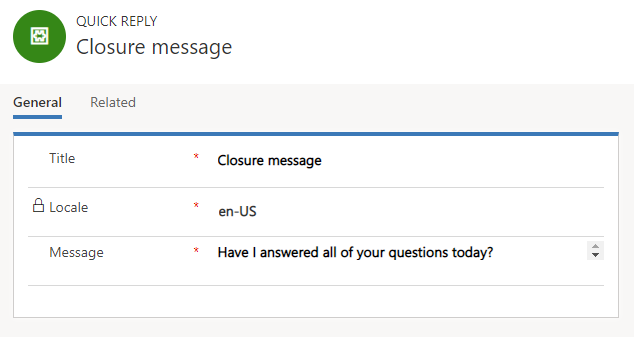 QUICK REPLY
Closure message
General Related
Title * Closure message
Locale * en-US
Message * Have I answered all of your questions today?